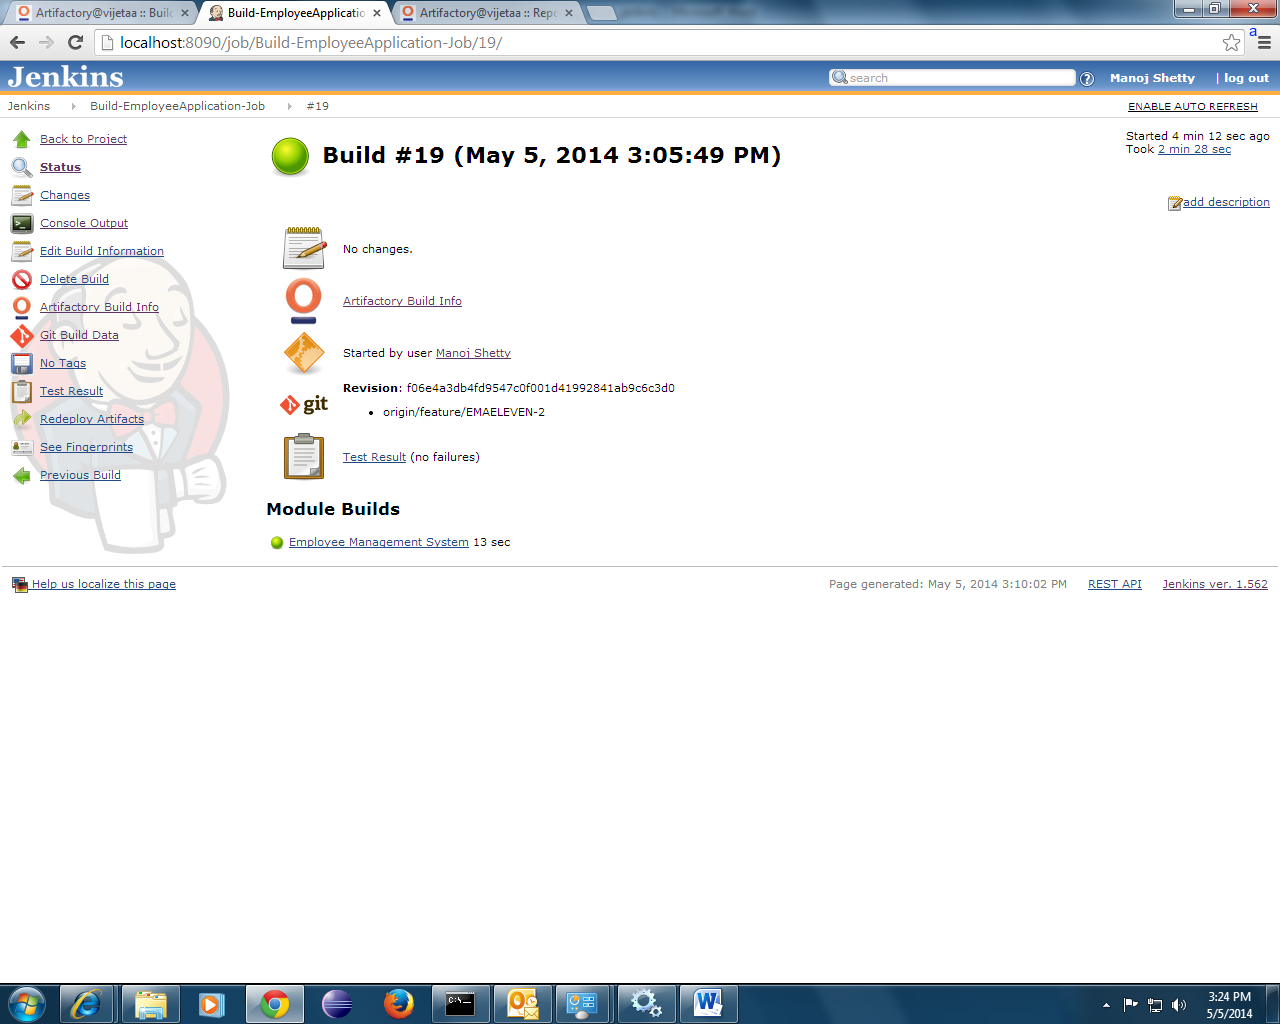 Artifactory@vijetaa :: Build
Build-EmployeeApplication
Artifactory@vijetaa :: Repo
localhost:8090/job/Build-EmployeeApplication-Job/19/
a
Jenkins
search
?
Manoj Shetty
| log out
Jenkins
Build-EmployeeApplication-Job
#19
ENABLE AUTO REFRESH
Back to Project
Status
Changes
Console Output
Edit Build Information
Delete Build
Artifactory Build Info
Git Build Data
No Tags
Test Result
Redeploy Artifacts
See Fingerprints
Previous Build
Build #19 (May 5, 2014 3:05:49 PM)
Started 4 min 12 sec ago
Took 2 min 28 sec
add description
No changes.
Artifactory Build Info
Started by user Manoj Shetty
git
Revision: f06e4a3db4fd9547c0f001d41992841ab9c6c3d0
• origin/feature/EMAELEVEN-2
Test Result (no failures)
Module Builds
Employee Management System 13 sec
Help us localize this page
Page generated: May 5, 2014 3:10:02 PM
REST API
Jenkins ver. 1.562
3:24 PM
5/5/2014